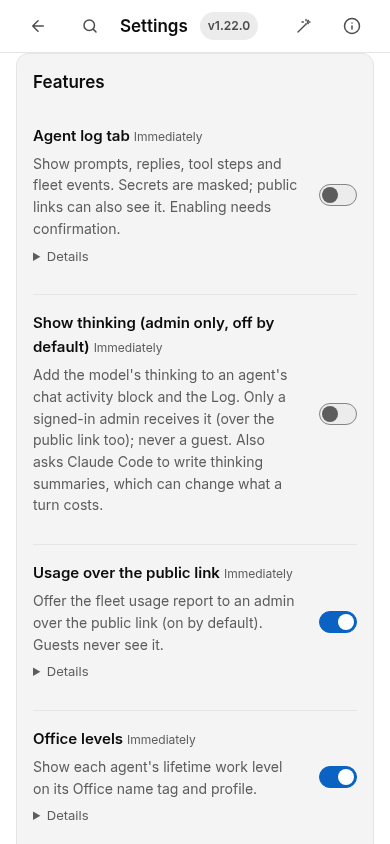 Settings v1.22.0
Features
Agent log tab Immediately
Show prompts, replies, tool steps and
fleet events. Secrets are masked; public
links can also see it. Enabling needs
confirmation.
Details
Show thinking (admin only, off by
default) Immediately
Add the model's thinking to an agent's
chat activity block and the Log. Only a
signed-in admin receives it (over the
public link too); never a guest. Also
asks Claude Code to write thinking
summaries, which can change what a
turn costs.
Usage over the public link Immediately
Offer the fleet usage report to an admin
over the public link (on by default).
Guests never see it.
Details
Office levels Immediately
Show each agent's lifetime work level
on its Office name tag and profile.
Details